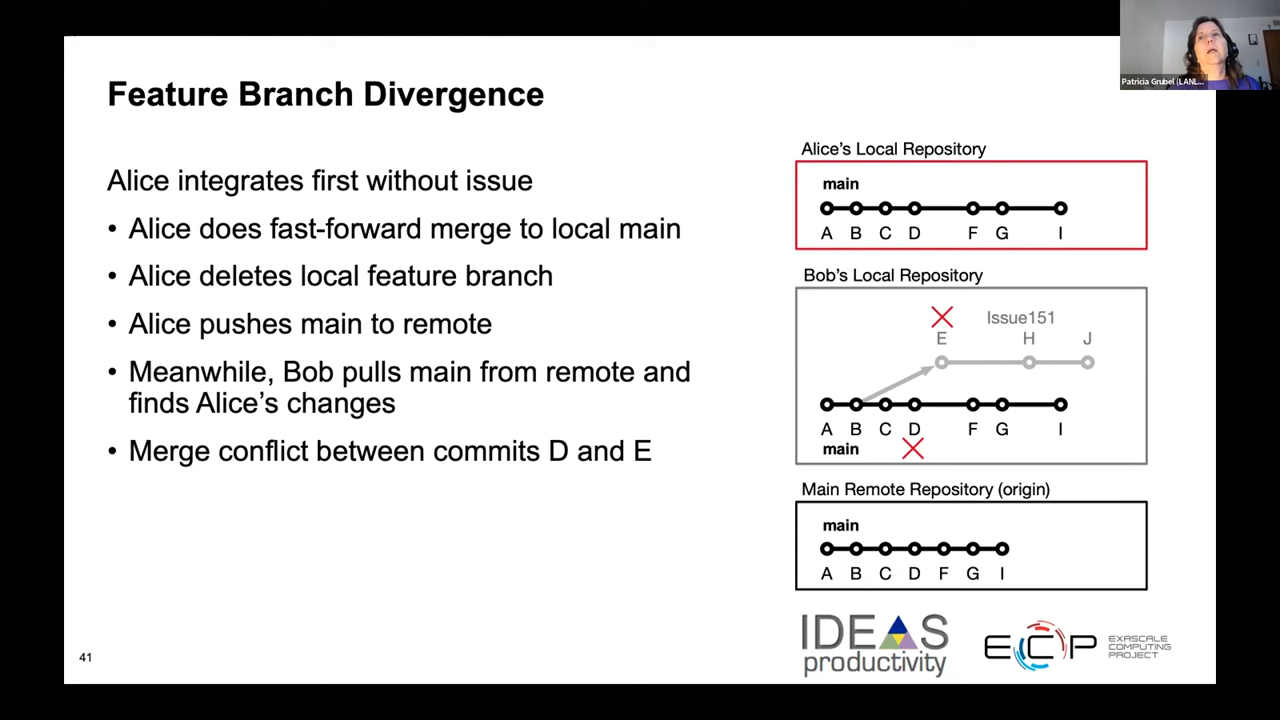 Patricia Grubel (LANL...
Feature Branch Divergence
Alice integrates first without issue
• Alice does fast-forward merge to local main
• Alice deletes local feature branch
• Alice pushes main to remote
• Meanwhile, Bob pulls main from remote and
finds Alice's changes
• Merge conflict between commits D and E
Alice's Local Repository
main
A B C D F G I
Bob's Local Repository
Issue151
E H J
A B C D F G I
main
Main Remote Repository (origin)
main
A B C D F G I
IDEAS
productivity
ECP
EXASCALE
COMPUTING
PROJECT
41